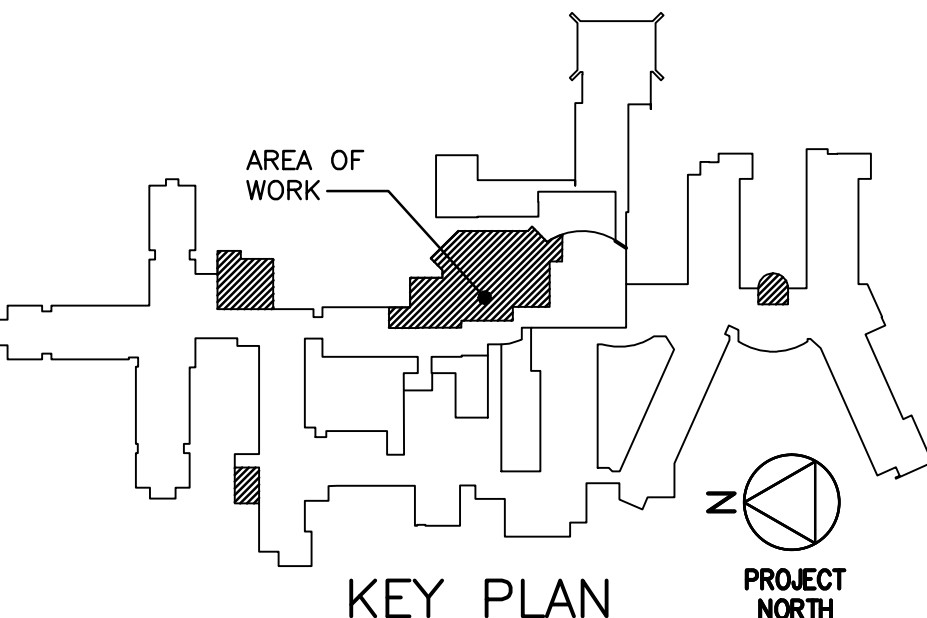 AREA OF
WORK
N
PROJECT
NORTH
KEY PLAN